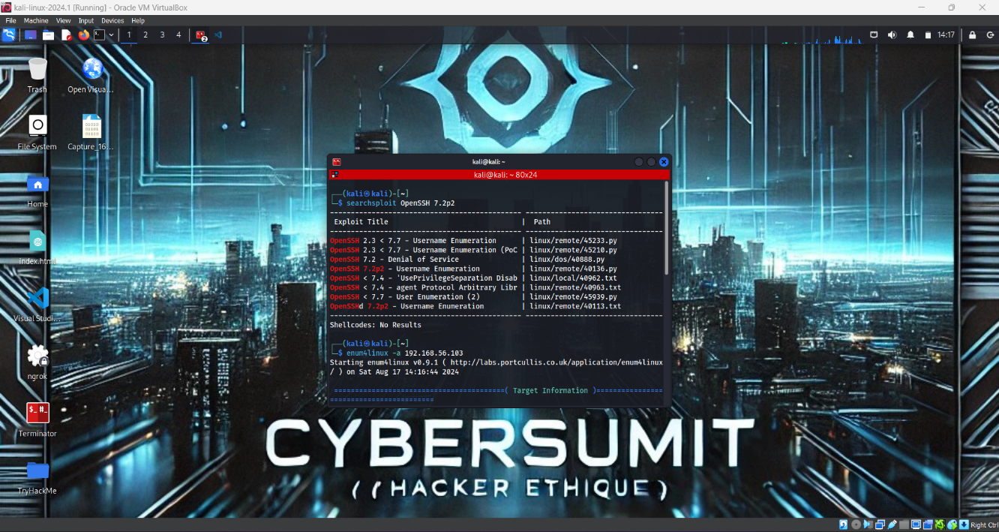 kali-linux-2024.1 [Running] - Oracle VM VirtualBox
File Machine View Input Devices Help
1 2 3 4 2 14:17
Trash
Open Visua...
File System
Capture_16...
Home
Index.html
Visual Studi...
ngrok
$_ #_
Terminator
TryHackMe
kali@kali: ~
kali@kali: ~ 80x24
┌──(kali㉿kali)-[~]
└─$ searchsploit OpenSSH 7.2p2
Exploit Title | Path
OpenSSH 2.3 < 7.7 - Username Enumeration | linux/remote/45233.py
OpenSSH 2.3 < 7.7 - Username Enumeration (PoC | linux/remote/45210.py
OpenSSH 7.2 - Denial of Service | linux/dos/40888.py
OpenSSH 7.2p2 - Username Enumeration | linux/remote/40136.py
OpenSSH < 7.4 - 'UsePrivilegeSeparation Disab | linux/local/40962.txt
OpenSSH < 7.4 - agent Protocol Arbitrary Libr | linux/remote/40963.txt
OpenSSH < 7.7 - User Enumeration (2) | linux/remote/45939.py
OpenSSHd 7.2p2 - Username Enumeration | linux/remote/40113.txt
Shellcodes: No Results
┌──(kali㉿kali)-[~]
└─$ enum4linux -a 192.168.56.103
Starting enum4linux v0.9.1 ( http://labs.portcullis.co.uk/application/enum4linux
/ ) on Sat Aug 17 14:16:44 2024
=========================================( Target Information )================
=========================
CYBERSUMIT
((HACKER ETHIQUE)
Right Ctrl